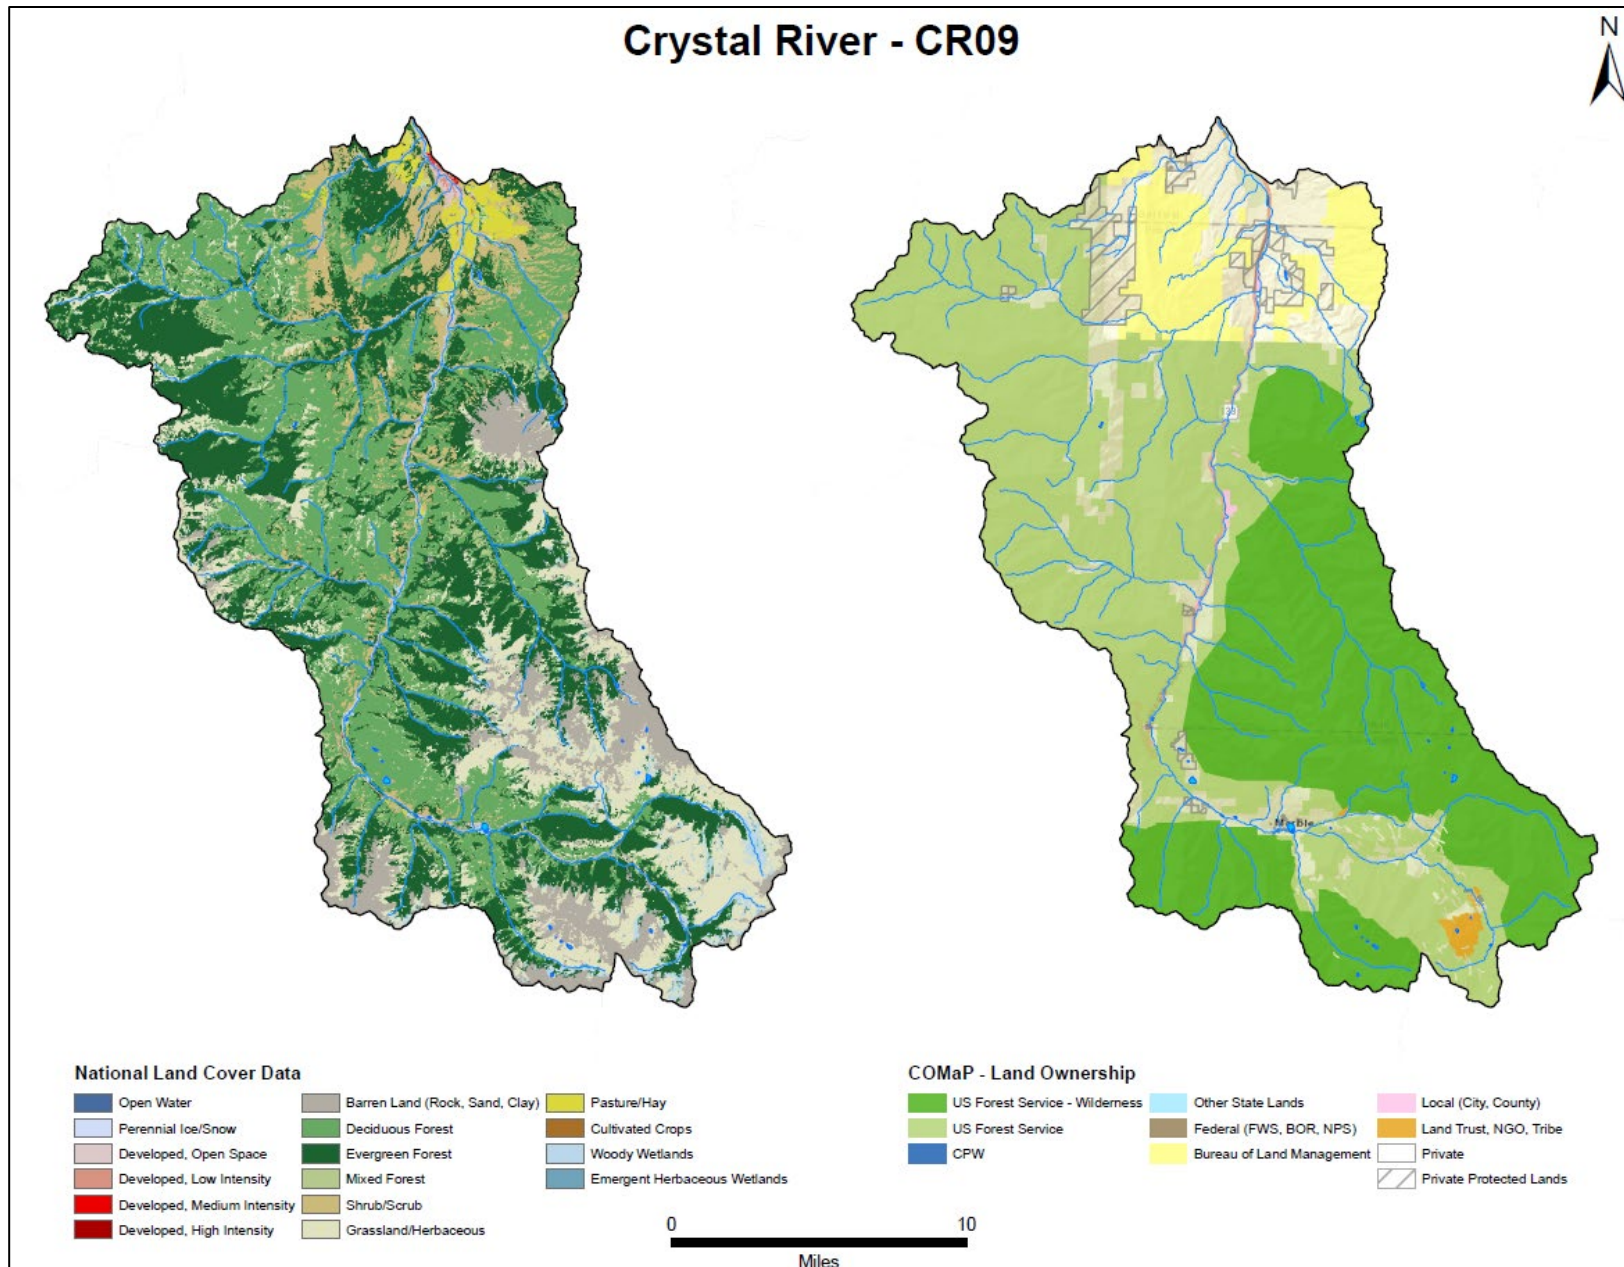 Crystal River - CR09
N
Marble
National Land Cover Data
Open Water
Perennial Ice/Snow
Developed, Open Space
Developed, Low Intensity
Developed, Medium Intensity
Developed, High Intensity
Barren Land (Rock, Sand, Clay)
Deciduous Forest
Evergreen Forest
Mixed Forest
Shrub/Scrub
Grassland/Herbaceous
Pasture/Hay
Cultivated Crops
Woody Wetlands
Emergent Herbaceous Wetlands
COMaP - Land Ownership
US Forest Service - Wilderness
US Forest Service
CPW
Other State Lands
Federal (FWS, BOR, NPS)
Bureau of Land Management
Local (City, County)
Land Trust, NGO, Tribe
Private
Private Protected Lands
0 10
Miles